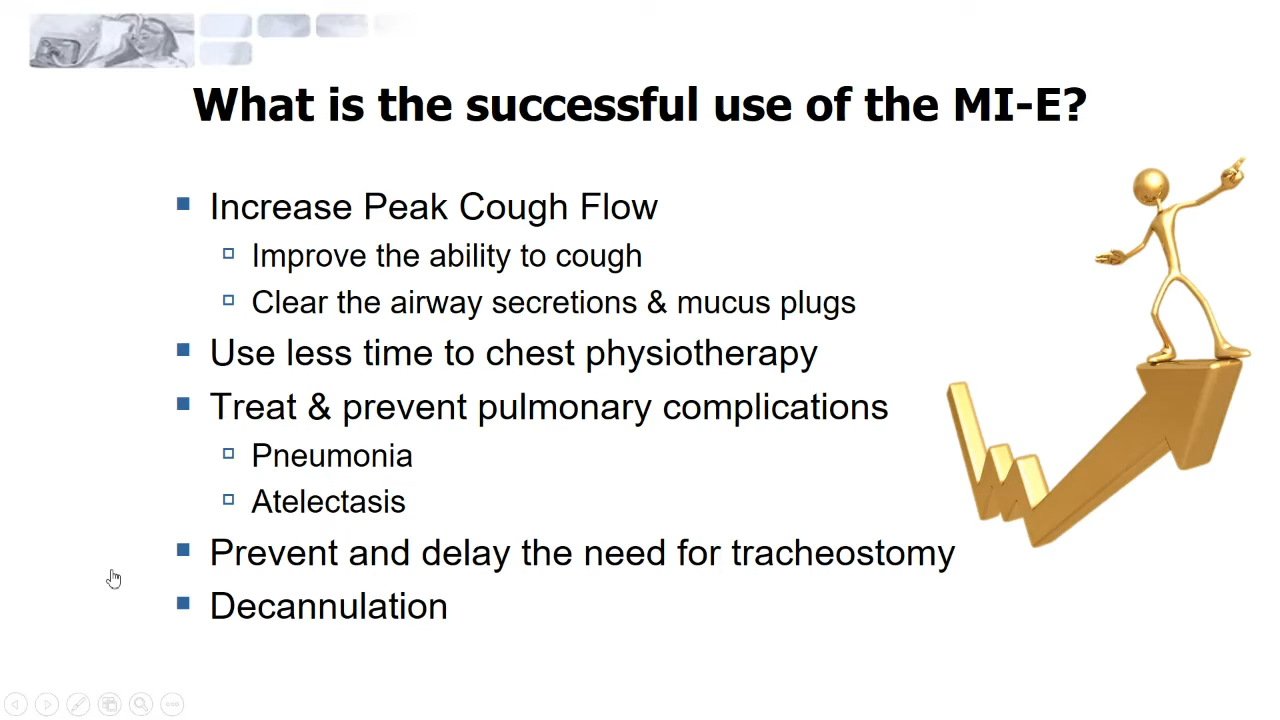 What is the successful use of the MI-E?
Increase Peak Cough Flow
Improve the ability to cough
Clear the airway secretions & mucus plugs
Use less time to chest physiotherapy
Treat & prevent pulmonary complications
Pneumonia
Atelectasis
Prevent and delay the need for tracheostomy
Decannulation